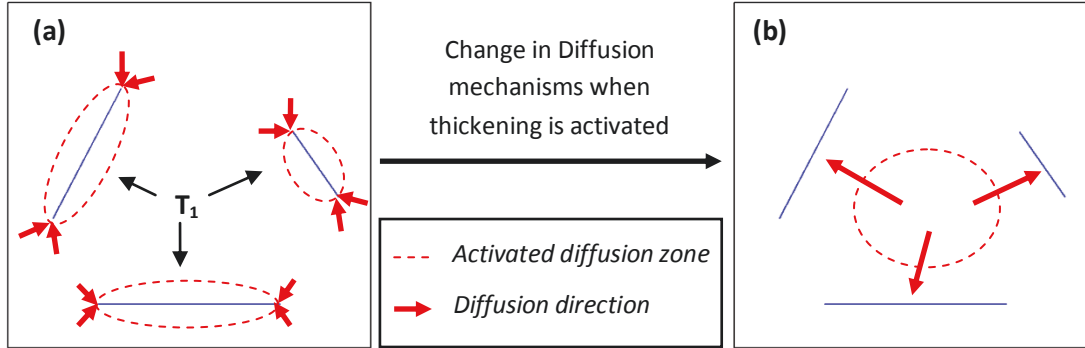 (a)
T1
Change in Diffusion
mechanisms when
thickening is activated
Activated diffusion zone
Diffusion direction
(b)